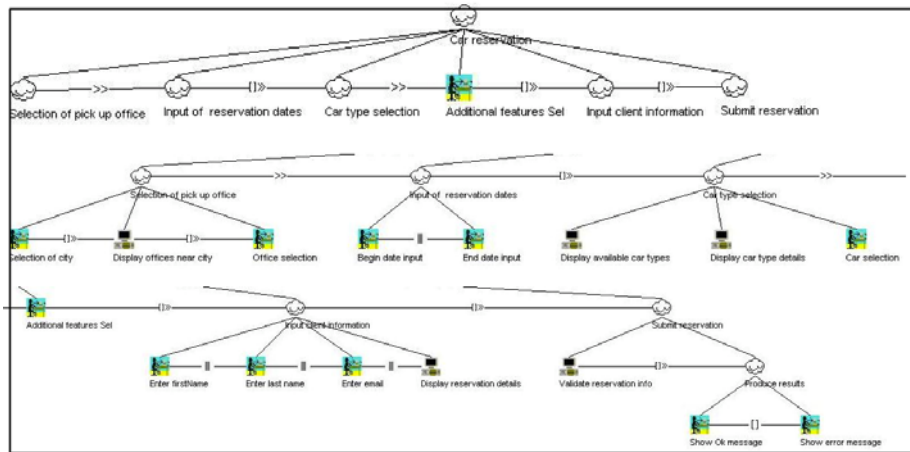 Car reservation
>> []» >> []» []»
Selection of pick up office Input of reservation dates Car type selection Additional features Sel Input client information Submit reservation
>> []» >>
Selection of pick up office Input of reservation dates Car type selection
[]» []» |||
Selection of city Display offices near city Office selection Begin date input End date input Display available car types Display car type details Car selection
[]» []»
Additional features Sel Input client information Submit reservation
||| ||| ||| []»
Enter firstName Enter last name Enter email Display reservation details Validate reservation info Produce results
[]
Show Ok message Show error message